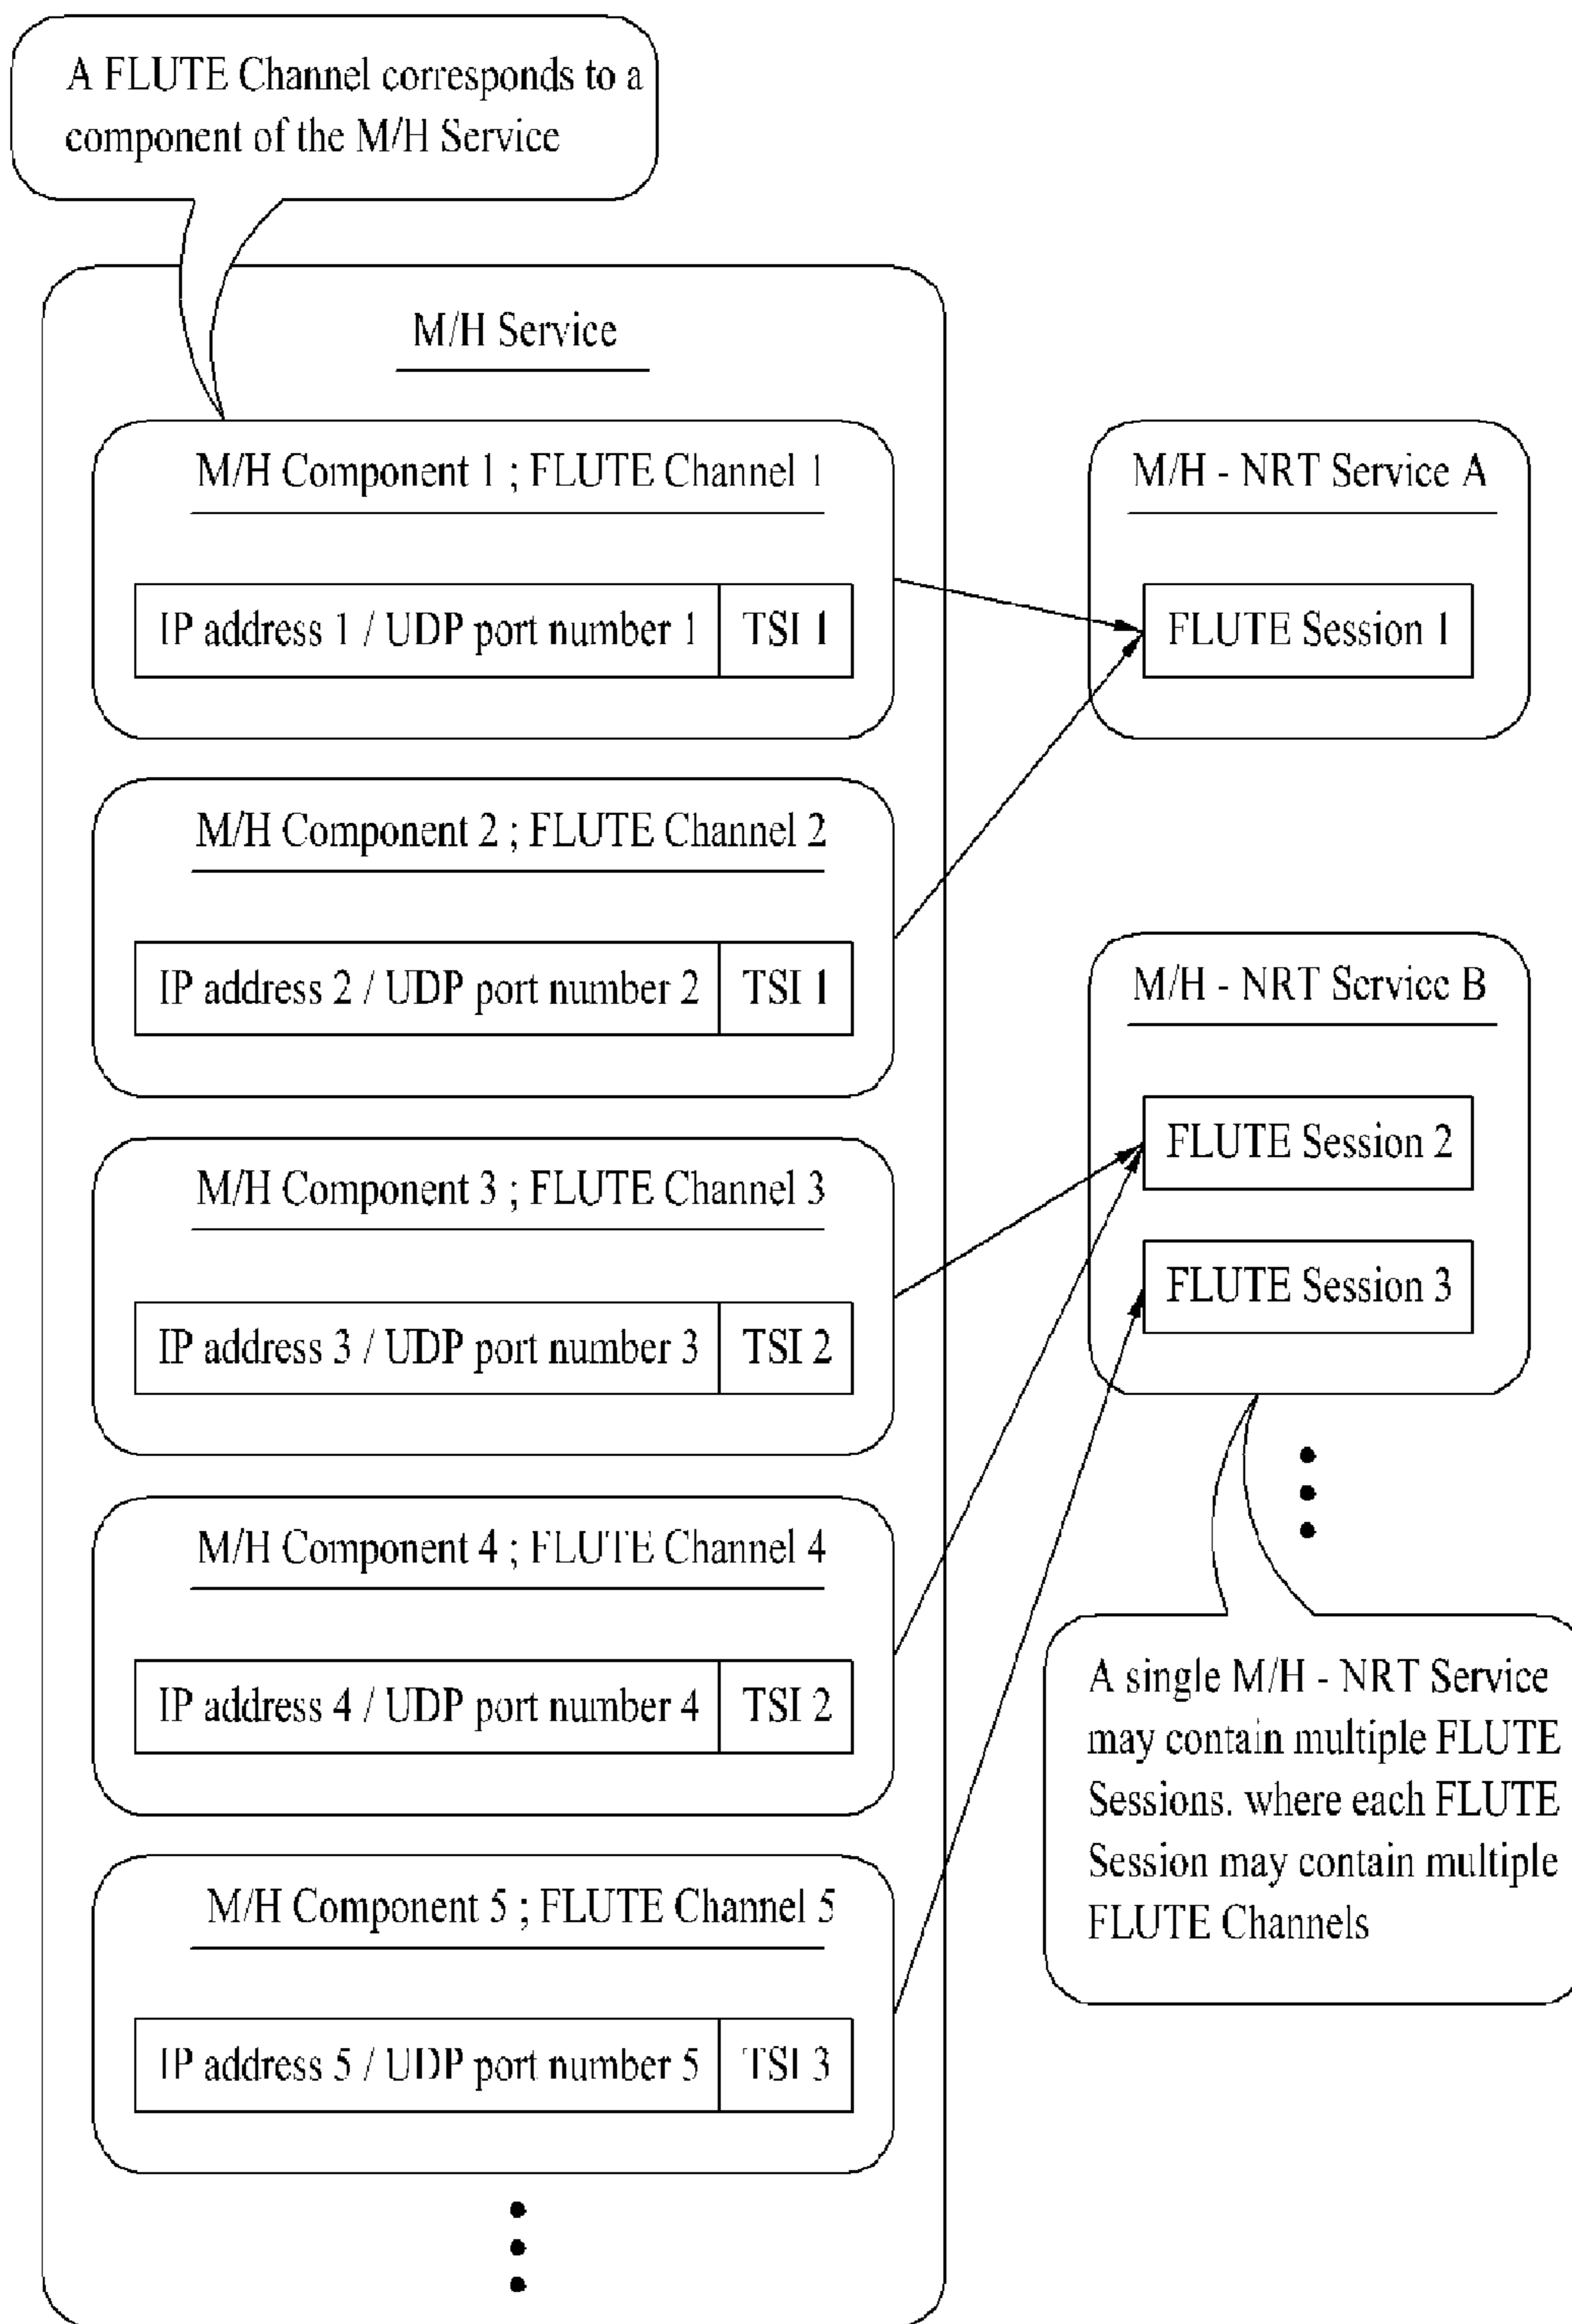 A FLUTE Channel corresponds to a
component of the M/H Service
M/H Service
M/H Component 1 ; FLUTE Channel 1
IP address 1 / UDP port number 1
TSI 1
M/H Component 2 ; FLUTE Channel 2
IP address 2 / UDP port number 2
TSI 1
M/H Component 3 ; FLUTE Channel 3
IP address 3 / UDP port number 3
TSI 2
M/H Component 4 ; FLUTE Channel 4
IP address 4 / UDP port number 4
TSI 2
M/H Component 5 ; FLUTE Channel 5
IP address 5 / UDP port number 5
TSI 3
M/H - NRT Service A
FLUTE Session 1
M/H - NRT Service B
FLUTE Session 2
FLUTE Session 3
A single M/H - NRT Service
may contain multiple FLUTE
Sessions. where each FLUTE
Session may contain multiple
FLUTE Channels